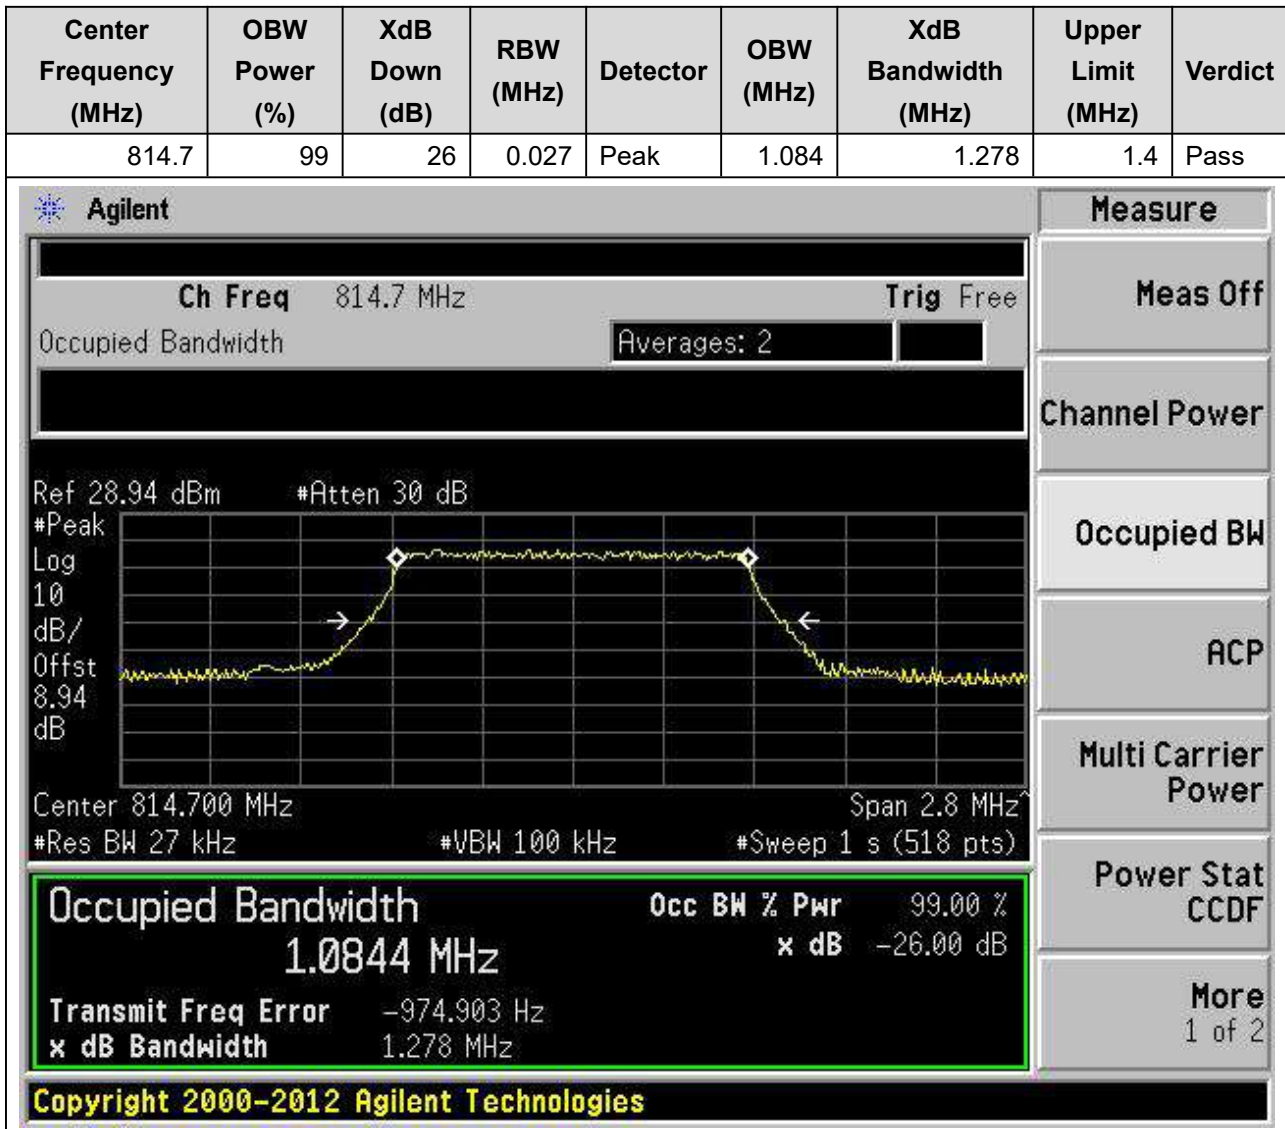 Center Frequency (MHz) OBW Power (%) XdB Down (dB) RBW (MHz) Detector OBW (MHz) XdB Bandwidth (MHz) Upper Limit (MHz) Verdict
814.7 99 26 0.027 Peak 1.084 1.278 1.4 Pass
Agilent
Ch Freq 814.7 MHz Trig Free
Occupied Bandwidth Averages: 2
Ref 28.94 dBm #Atten 30 dB
#Peak
Log
10
dB/
Offst
8.94
dB
Center 814.700 MHz Span 2.8 MHz^
#Res BW 27 kHz #VBW 100 kHz #Sweep 1 s (518 pts)
Occupied Bandwidth Occ BW % Pwr 99.00 %
1.0844 MHz x dB -26.00 dB
Transmit Freq Error -974.903 Hz
x dB Bandwidth 1.278 MHz
Copyright 2000-2012 Agilent Technologies
Measure
Meas Off
Channel Power
Occupied BW
ACP
Multi Carrier
Power
Power Stat
CCDF
More
1 of 2